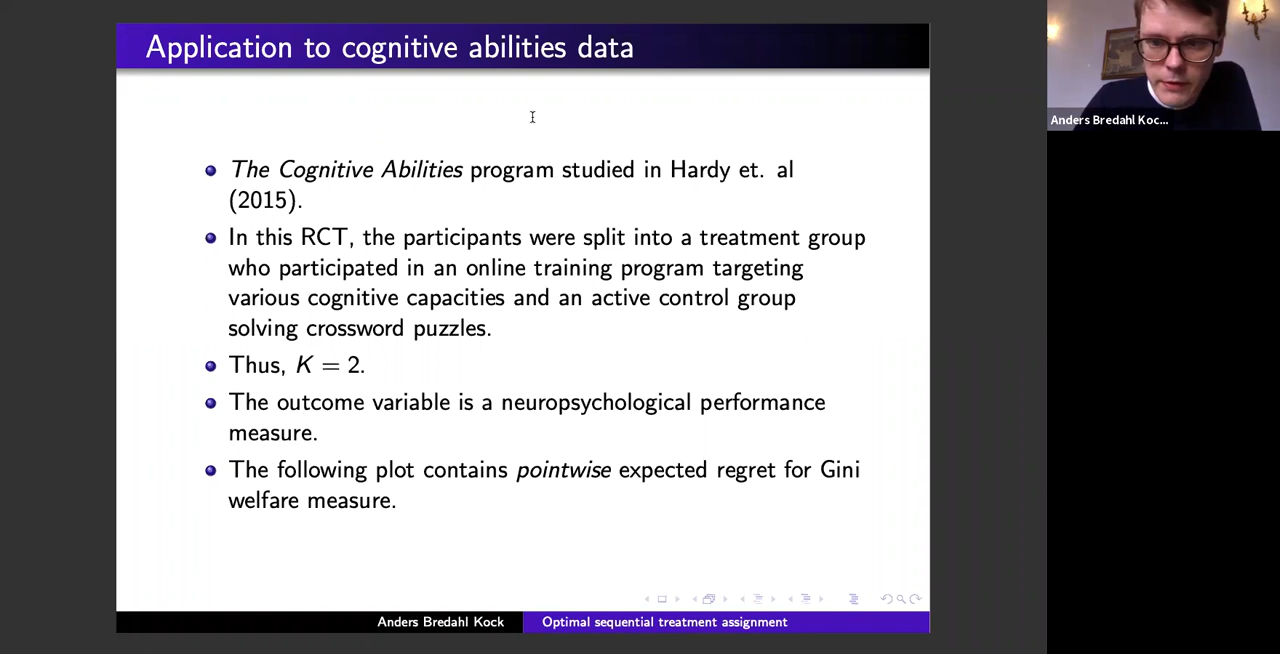 Application to cognitive abilities data
Anders Bredahl Koc...
The Cognitive Abilities program studied in Hardy et. al
(2015).
In this RCT, the participants were split into a treatment group
who participated in an online training program targeting
various cognitive capacities and an active control group
solving crossword puzzles.
Thus, K = 2.
The outcome variable is a neuropsychological performance
measure.
The following plot contains pointwise expected regret for Gini
welfare measure.
Anders Bredahl Kock
Optimal sequential treatment assignment